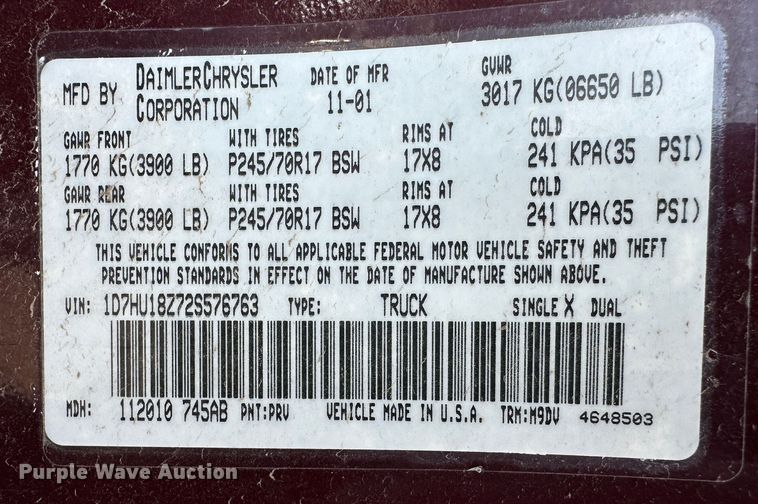 MFD BY DAIMLERCHRYSLER CORPORATION DATE OF MFR 11-01 GVWR 3017 KG(06650 LB)
GAWR FRONT WITH TIRES RIMS AT COLD
1770 KG(3900 LB) P245/70R17 BSW 17X8 241 KPA(35 PSI)
GAWR REAR WITH TIRES RIMS AT COLD
1770 KG(3900 LB) P245/70R17 BSW 17X8 241 KPA(35 PSI)
THIS VEHICLE CONFORMS TO ALL APPLICABLE FEDERAL MOTOR VEHICLE SAFETY AND THEFT
PREVENTION STANDARDS IN EFFECT ON THE DATE OF MANUFACTURE SHOWN ABOVE.
VIN: 1D7HU18Z72S576763 TYPE: TRUCK SINGLE X DUAL
MDH: 112010 745AB PNT:PRV VEHICLE MADE IN U.S.A. TRM:M9DV 4648503
Purple Wave Auction